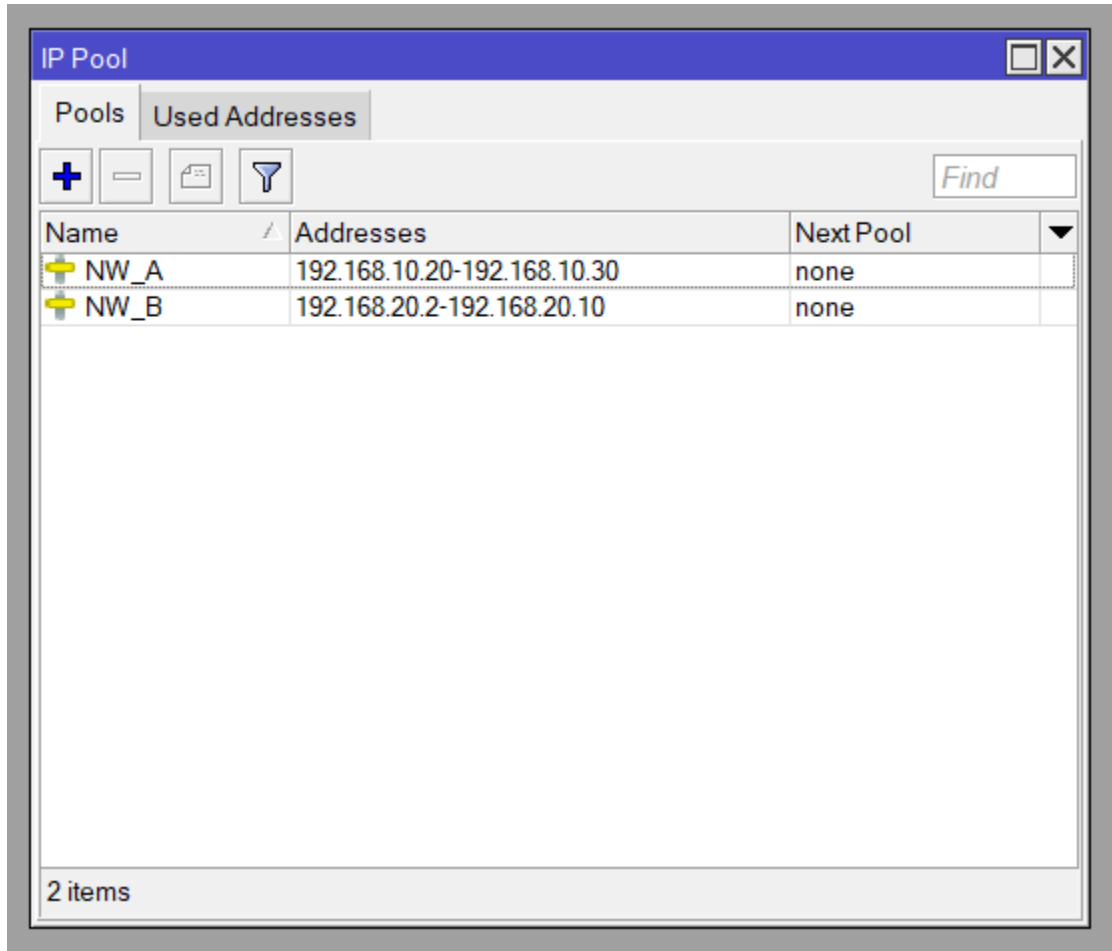 IP Pool
Pools Used Addresses
Find
Name Addresses Next Pool
NW_A 192.168.10.20-192.168.10.30 none
NW_B 192.168.20.2-192.168.20.10 none
2 items